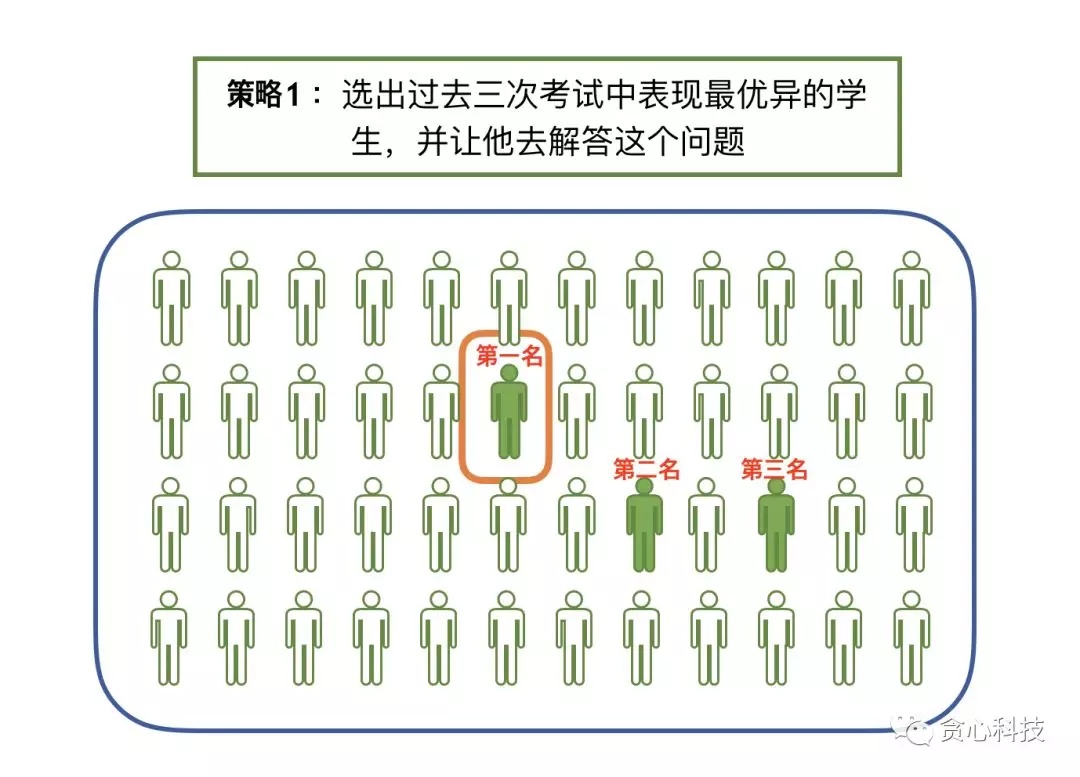 策略1：选出过去三次考试中表现最优异的学
生，并让他去解答这个问题
第一名
第二名
第三名
贪心科技